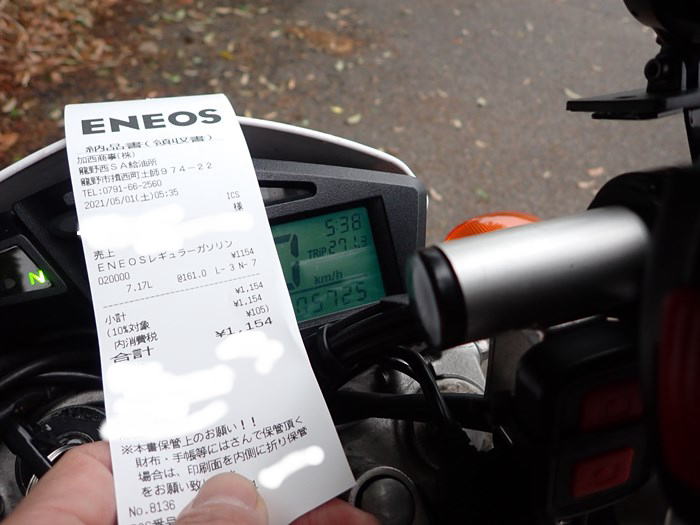 ENEOS
納品書(領収書)
加西商事(株)
龍野西SA給油所
龍野市揖西町土師974-22
TEL:0791-66-2560
2021/05/01(土)05:35
ICS
様
売上
ENEOSレギュラーガソリン
020000 ¥1154
7.17L @161.0 L-3N-7
小計 ¥1,154
(10%対象 ¥1,154
内消費税 ¥105)
合計 ¥1,154
※本書保管上のお願い!!
財布・手帳等にはさんで保管頂く
場合は、印刷面を内側に折り保管
をお願い致し
No.8136
N
5:38
TRIP 271.3
km/h
05725